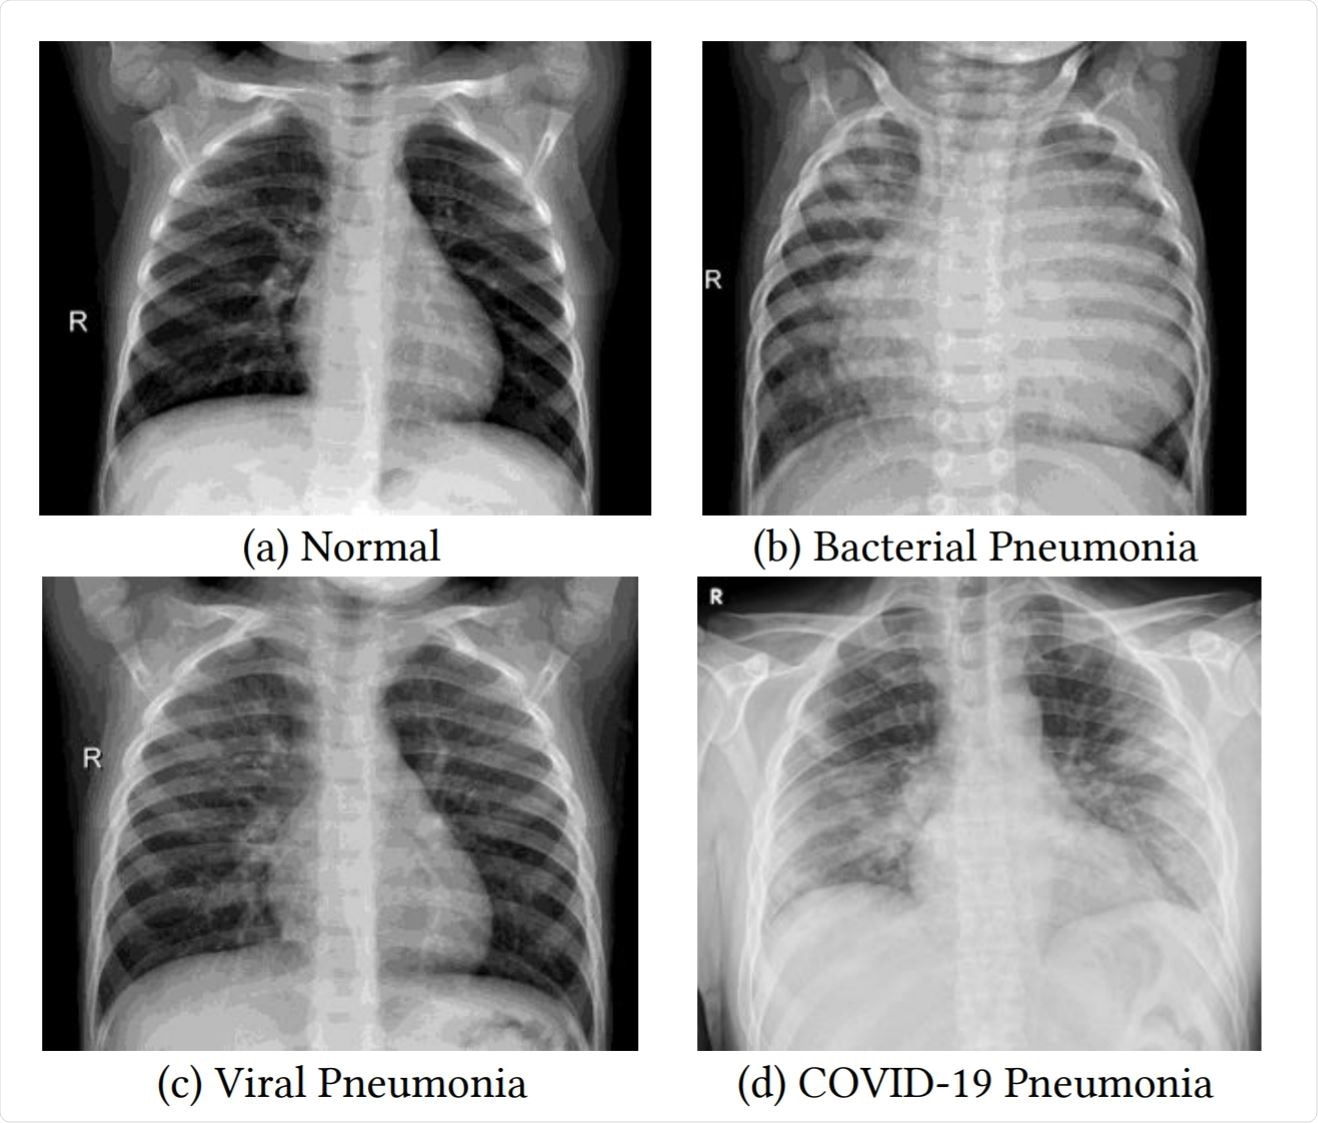 R
R
(a) Normal
(b) Bacterial Pneumonia
R
R
(c) Viral Pneumonia
(d) COVID-19 Pneumonia